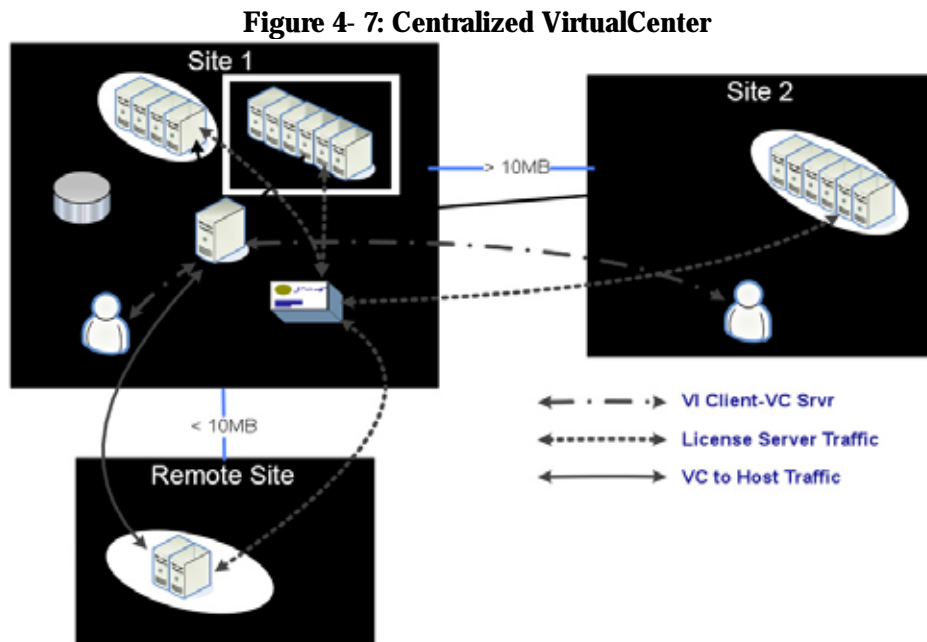 Figure 4- 7: Centralized VirtualCenter
Site 1
Site 2
> 10MB
< 10MB
Remote Site
VI Client-VC Srvr
License Server Traffic
VC to Host Traffic